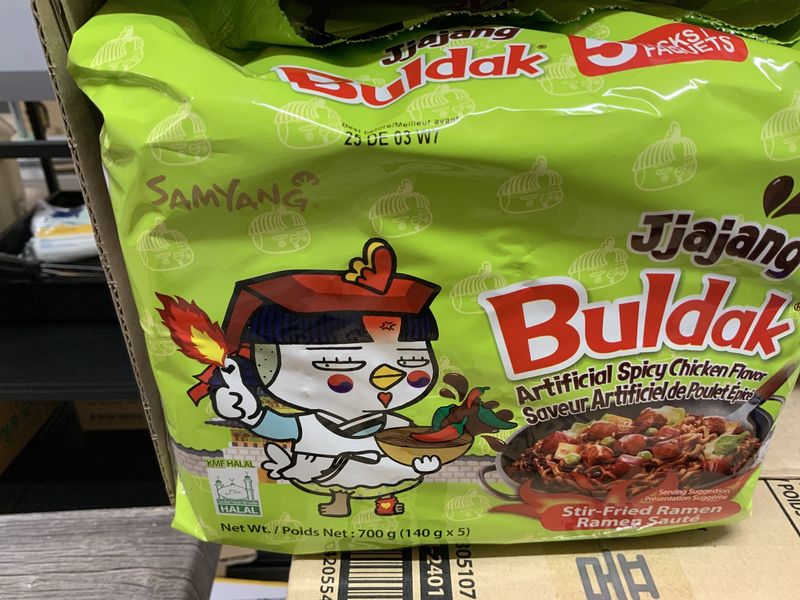 Jjajang
Buldak
5 PACKS / PAQUETS
Best before/Meilleur avant
25 DE 03 W7
SAMYANG
Jjajang
Buldak
Artificial Spicy Chicken Flavor
Saveur Artificiel de Poulet Épicé
KMF HALAL
HALAL
Serving Suggestion
Présentation Suggérée
Stir-Fried Ramen
Ramen Sauté
Net Wt. / Poids Net : 700 g (140 g x 5)